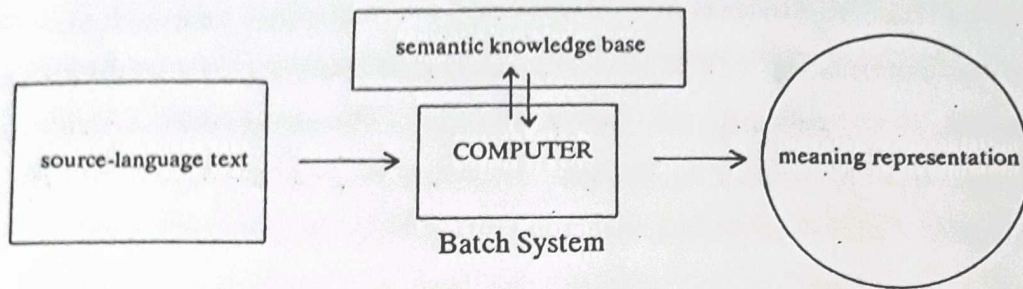 semantic knowledge base
source-language text
COMPUTER
meaning representation
Batch System